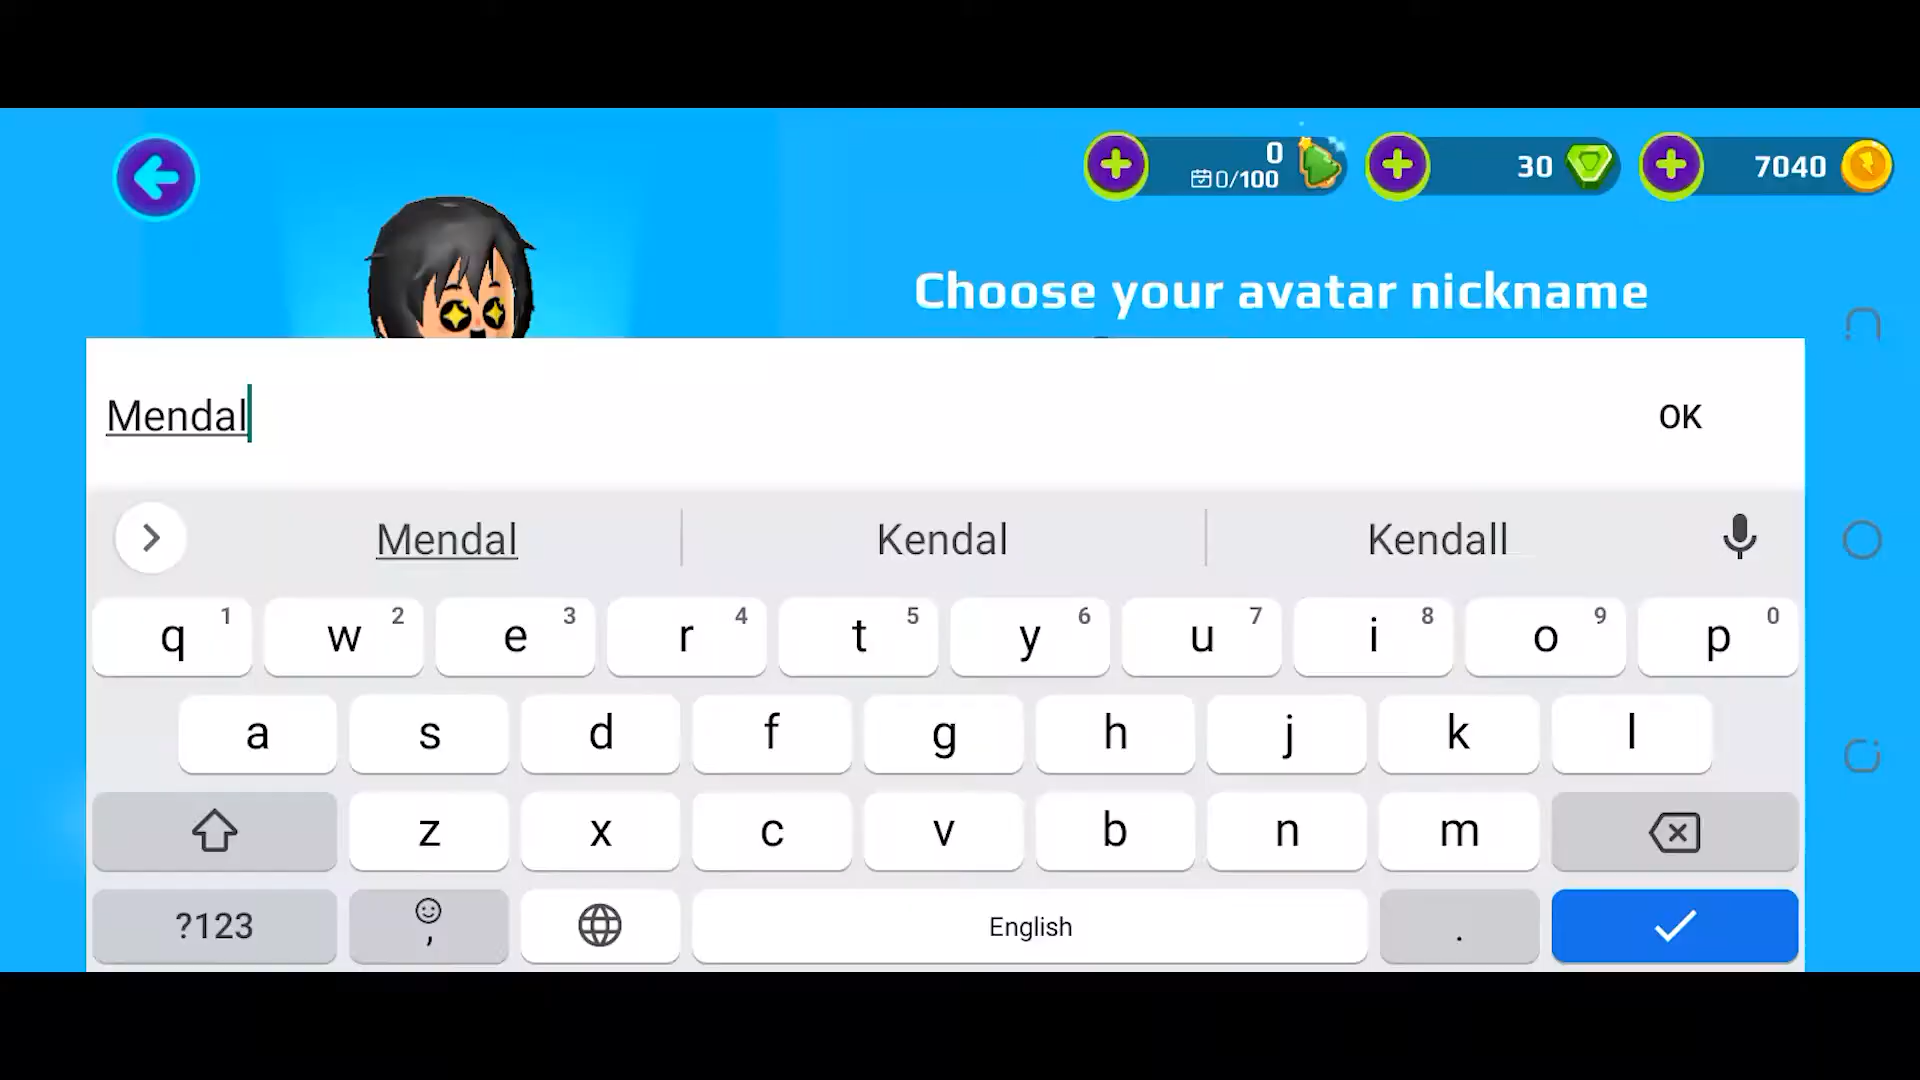 0
0/100
30
7040
Choose your avatar nickname
Mendal
OK
Mendal Kendal Kendall
q 1 w 2 e 3 r 4 t 5 y 6 u 7 i 8 o 9 p 0
a s d f g h j k l
z x c v b n m
?123 , English .